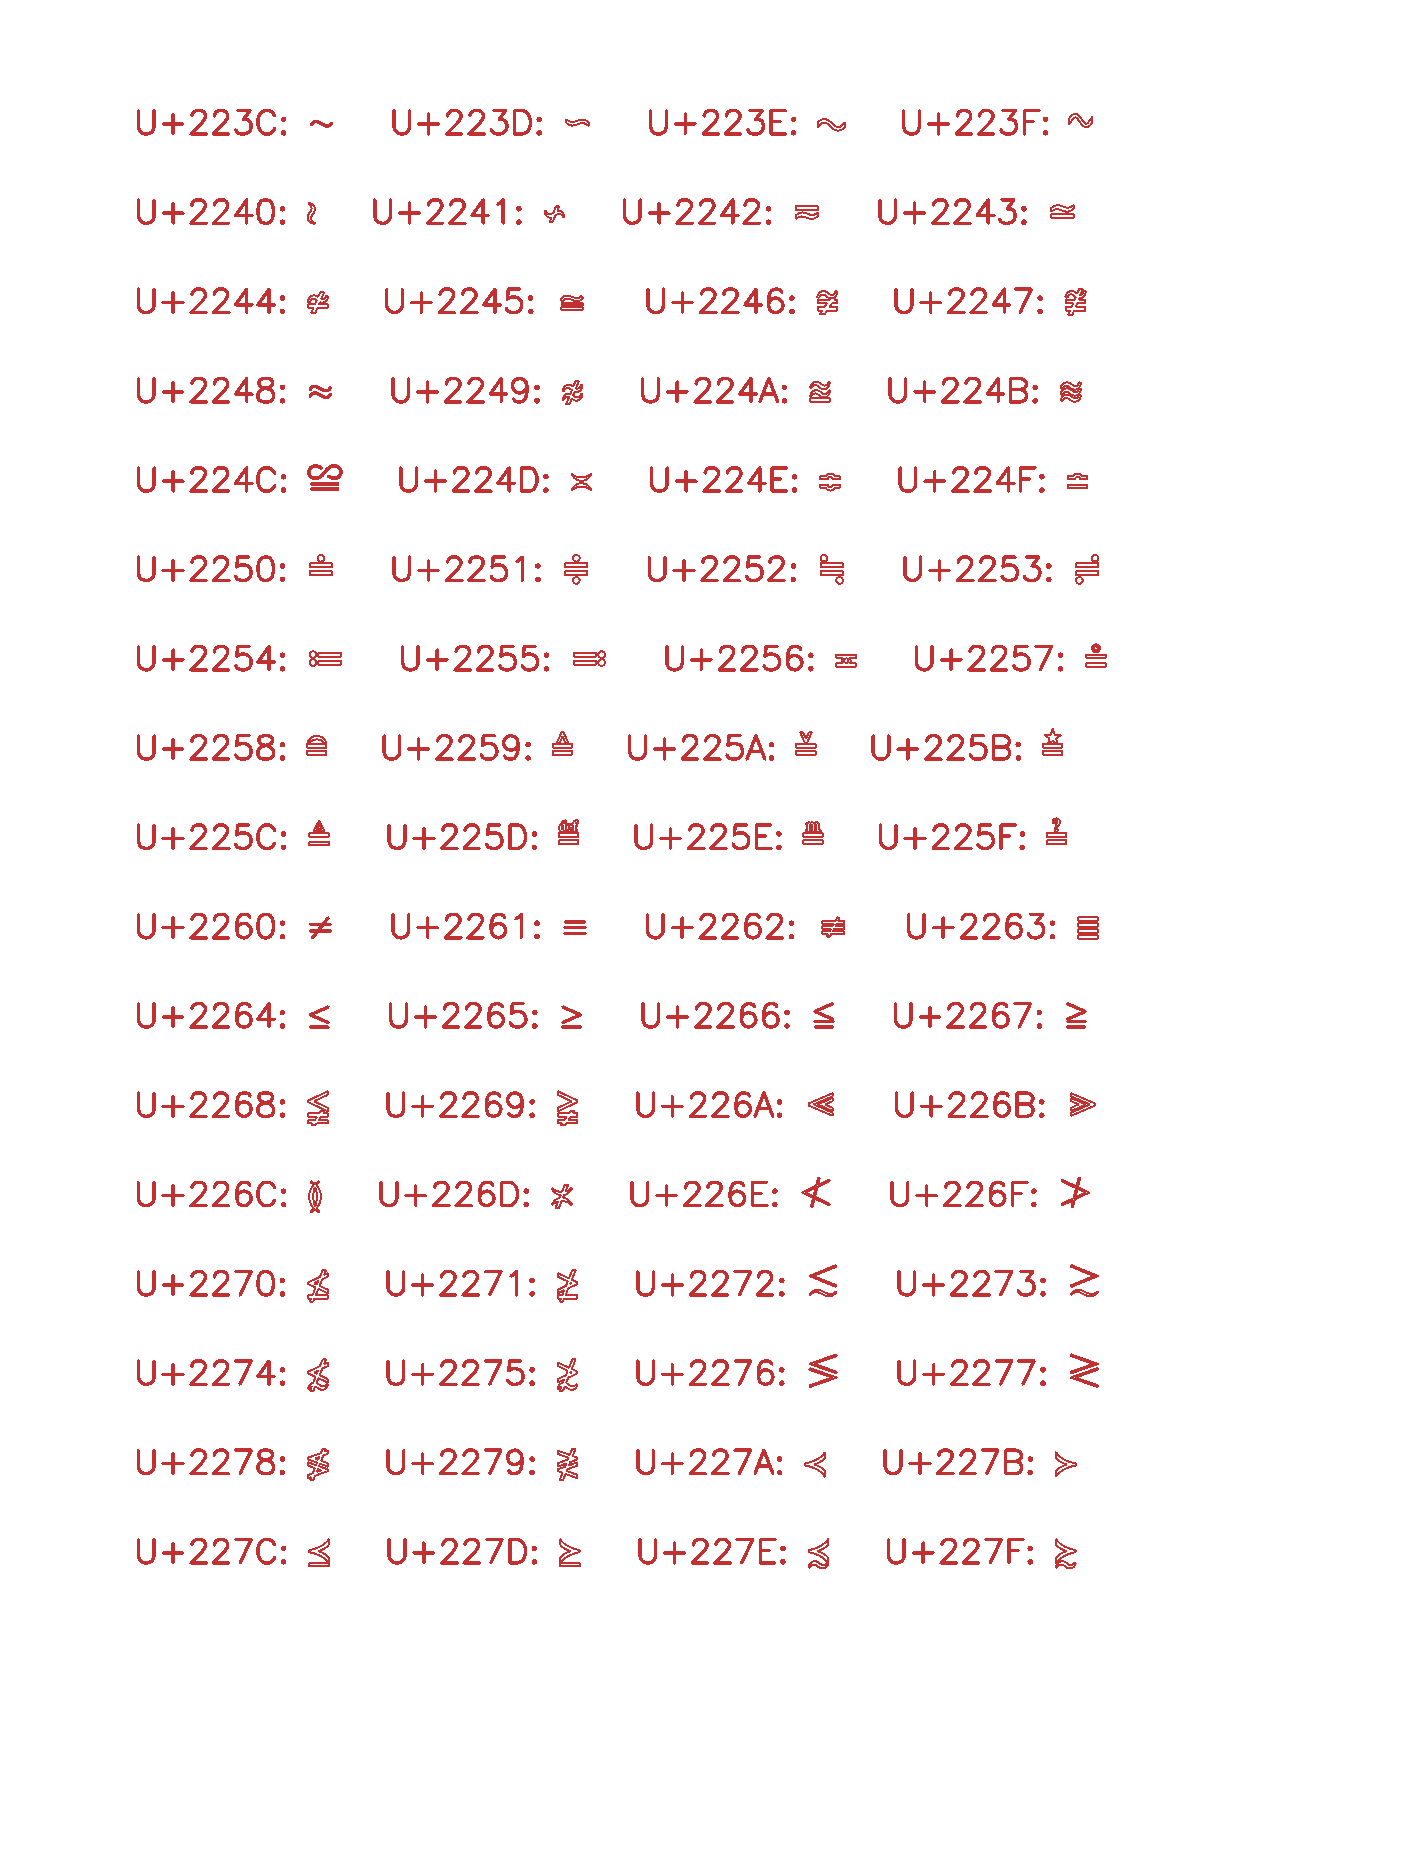 U+223C: ∼ U+223D: ∽ U+223E: ∾ U+223F: ∿
U+2240: ≀ U+2241: ≁ U+2242: ≂ U+2243: ≃
U+2244: ≄ U+2245: ≅ U+2246: ≆ U+2247: ≇
U+2248: ≈ U+2249: ≉ U+224A: ≊ U+224B: ≋
U+224C: ≌ U+224D: ≍ U+224E: ≎ U+224F: ≏
U+2250: ≐ U+2251: ≑ U+2252: ≒ U+2253: ≓
U+2254: ≔ U+2255: ≕ U+2256: ≖ U+2257: ≗
U+2258: ≘ U+2259: ≙ U+225A: ≚ U+225B: ≛
U+225C: ≜ U+225D: ≝ U+225E: ≞ U+225F: ≟
U+2260: ≠ U+2261: ≡ U+2262: ≢ U+2263: ≣
U+2264: ≤ U+2265: ≥ U+2266: ≦ U+2267: ≧
U+2268: ≨ U+2269: ≩ U+226A: ≪ U+226B: ≫
U+226C: ≬ U+226D: ≭ U+226E: ≮ U+226F: ≯
U+2270: ≰ U+2271: ≱ U+2272: ≲ U+2273: ≳
U+2274: ≴ U+2275: ≵ U+2276: ≶ U+2277: ≷
U+2278: ≸ U+2279: ≹ U+227A: ≺ U+227B: ≻
U+227C: ≼ U+227D: ≽ U+227E: ≾ U+227F: ≿